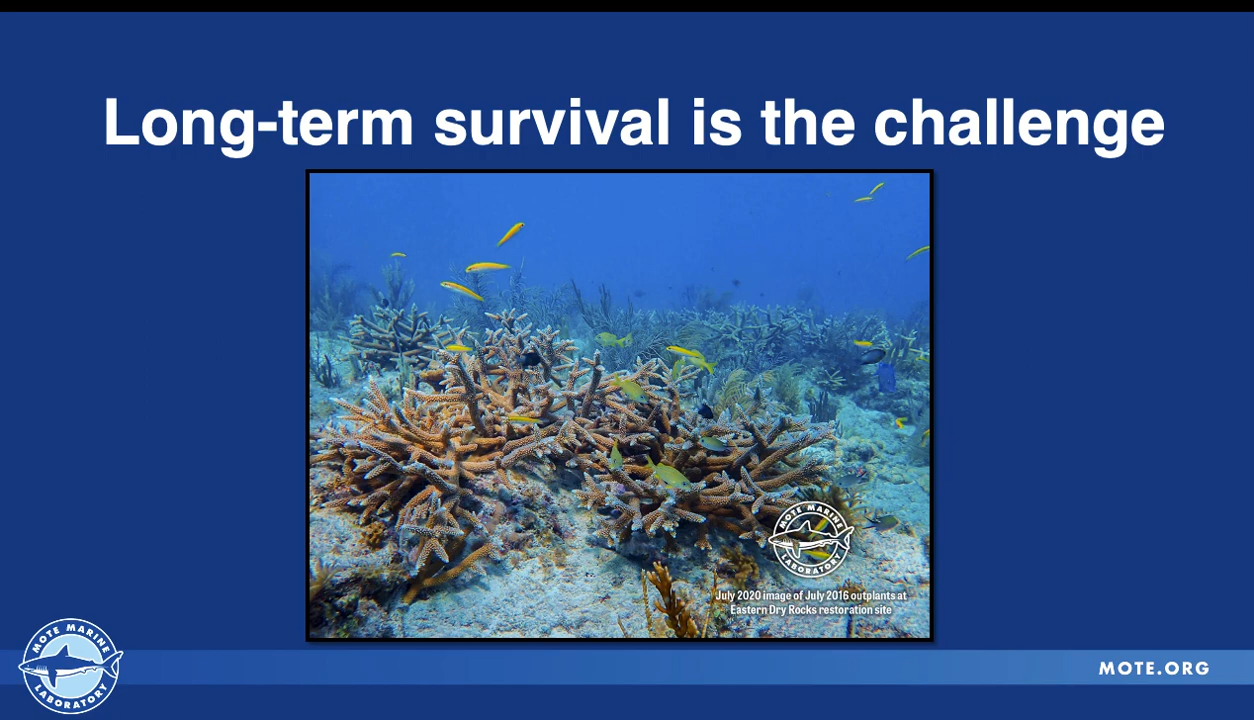 Long-term survival is the challenge
MOTE MARINE
LABORATORY
July 2020 image of July 2016 outplants at
Eastern Dry Rocks restoration site
MOTE MARINE
LABORATORY
MOTE.ORG